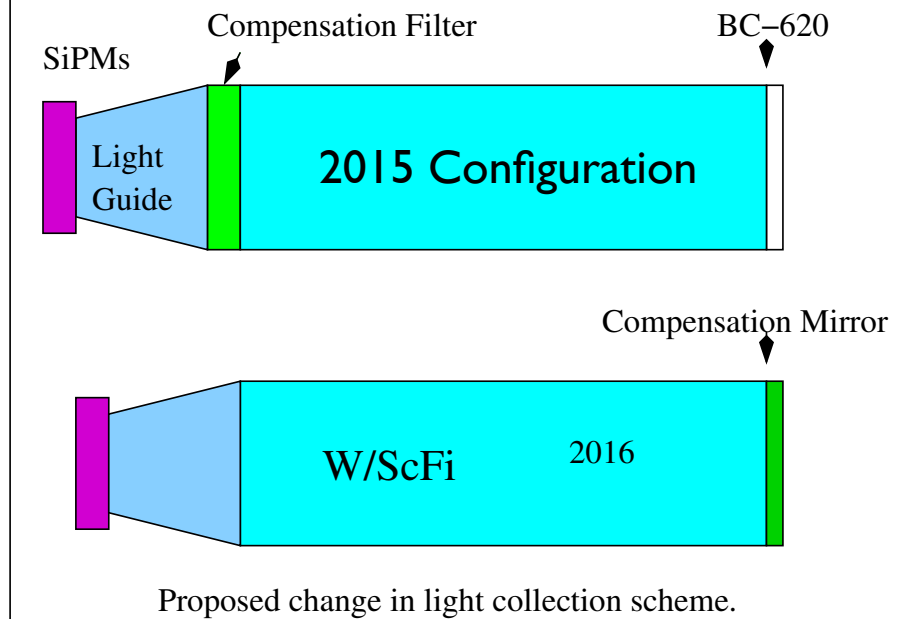 Compensation Filter
BC−620
SiPMs
Light
Guide
2015 Configuration
Compensation Mirror
W/ScFi
2016
Proposed change in light collection scheme.